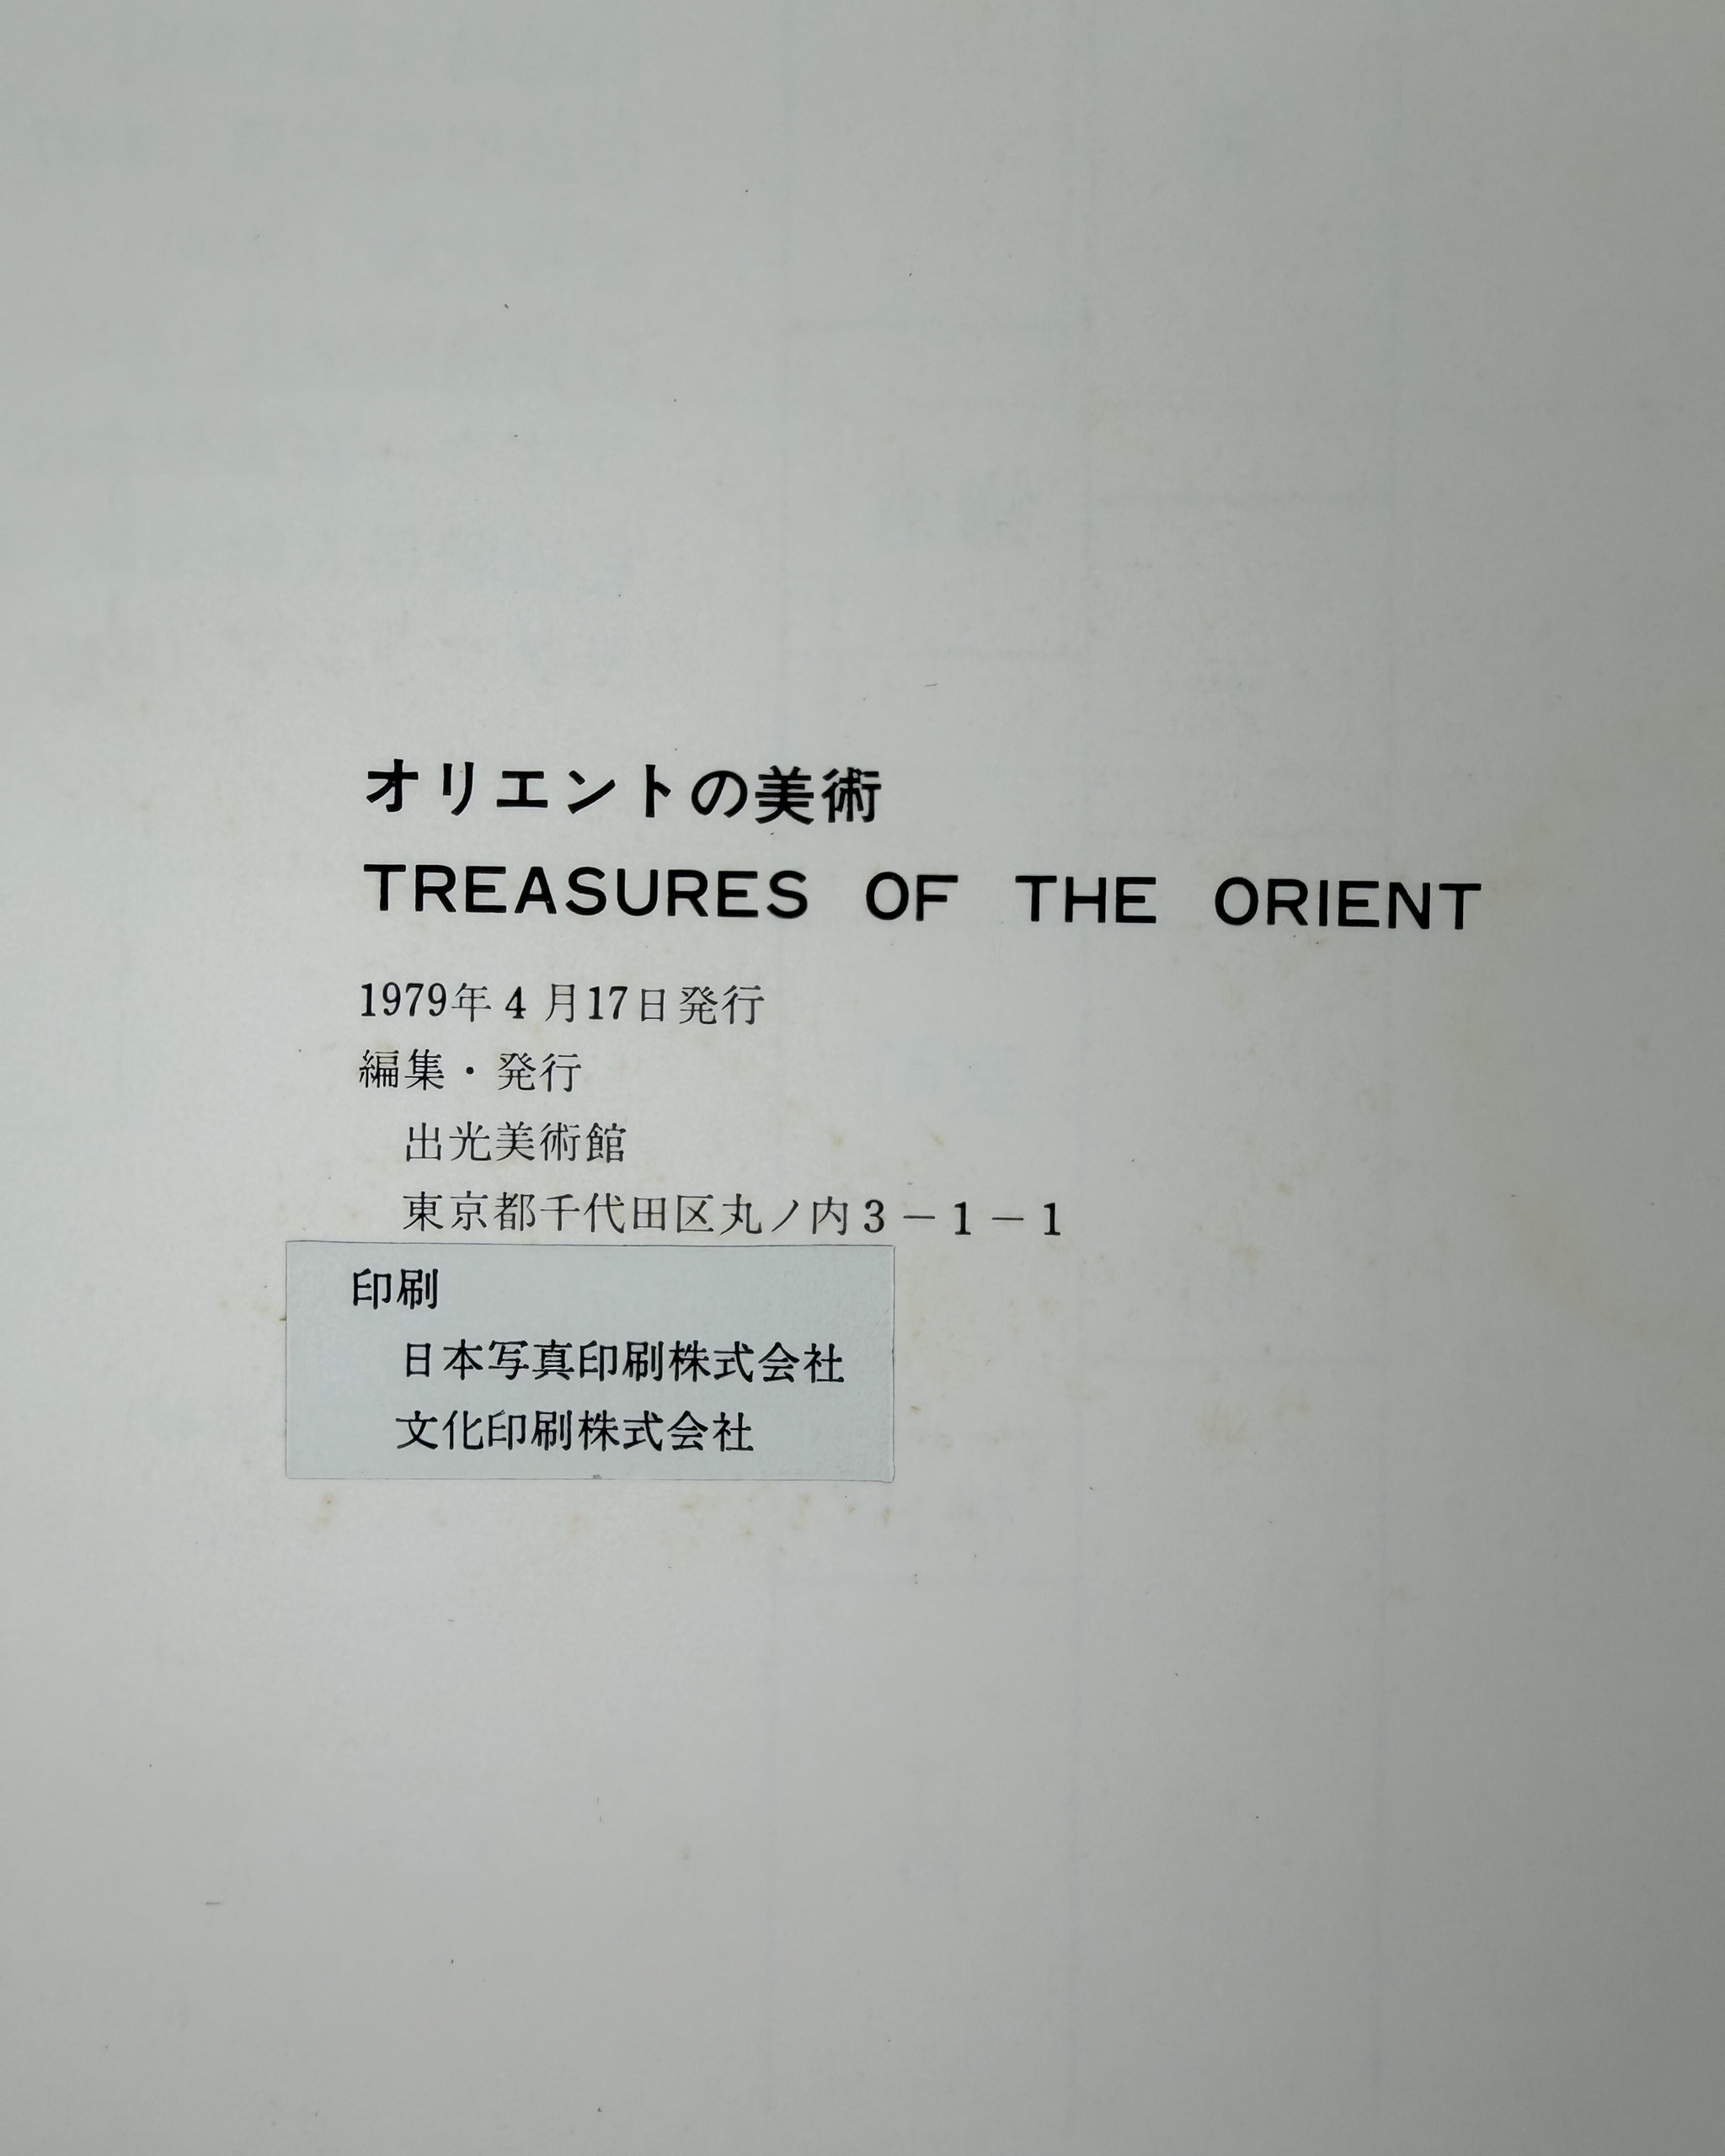 オリエントの美術
TREASURES OF THE ORIENT
1979年4月17日発行
編集・発行
出光美術館
東京都千代田区丸ノ内3－1－1
印刷
日本写真印刷株式会社
文化印刷株式会社